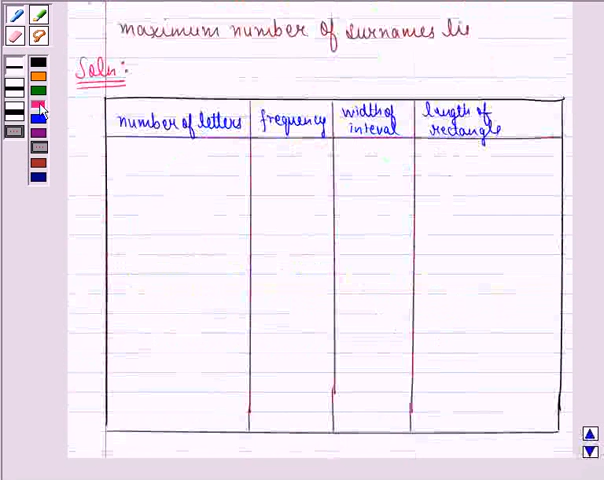 maximum number of surnames lie
Soln:
number of letters frequency width of interval length of rectangle